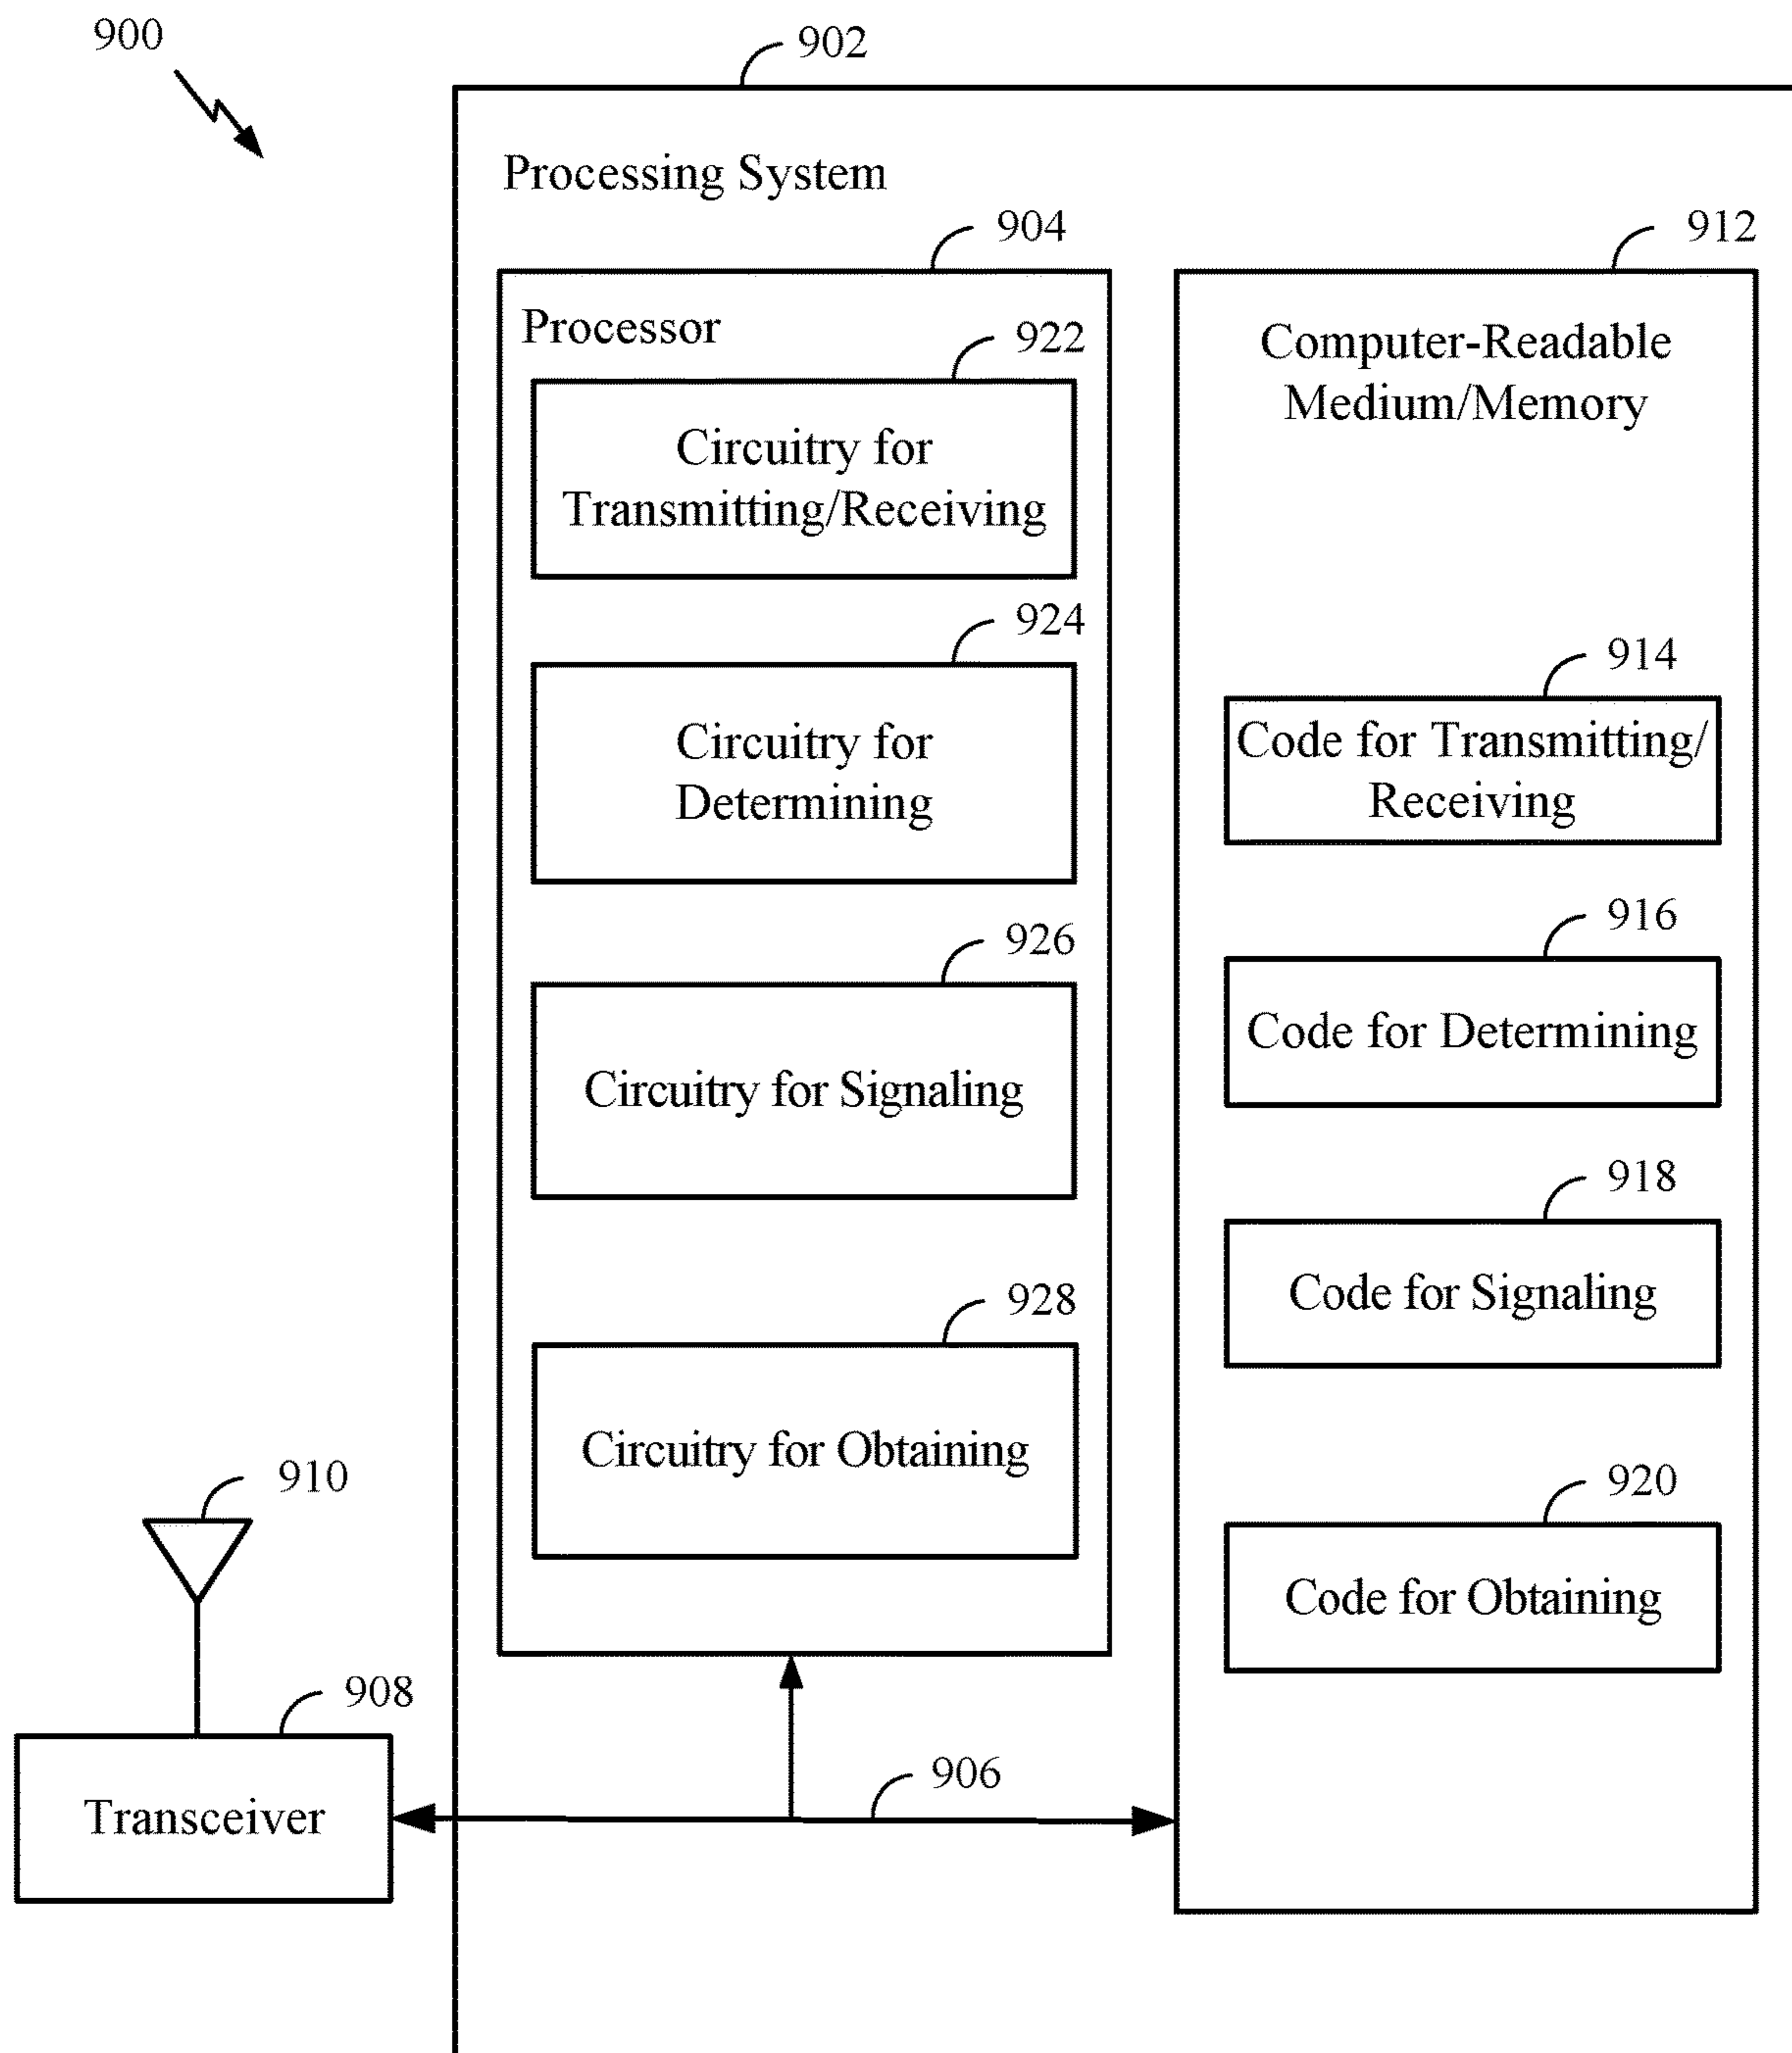 900
902
Processing System
904
Processor
922
Circuitry for
Transmitting/Receiving
924
Circuitry for
Determining
926
Circuitry for Signaling
928
Circuitry for Obtaining
912
Computer-Readable
Medium/Memory
914
Code for Transmitting/
Receiving
916
Code for Determining
918
Code for Signaling
920
Code for Obtaining
910
908
Transceiver
906